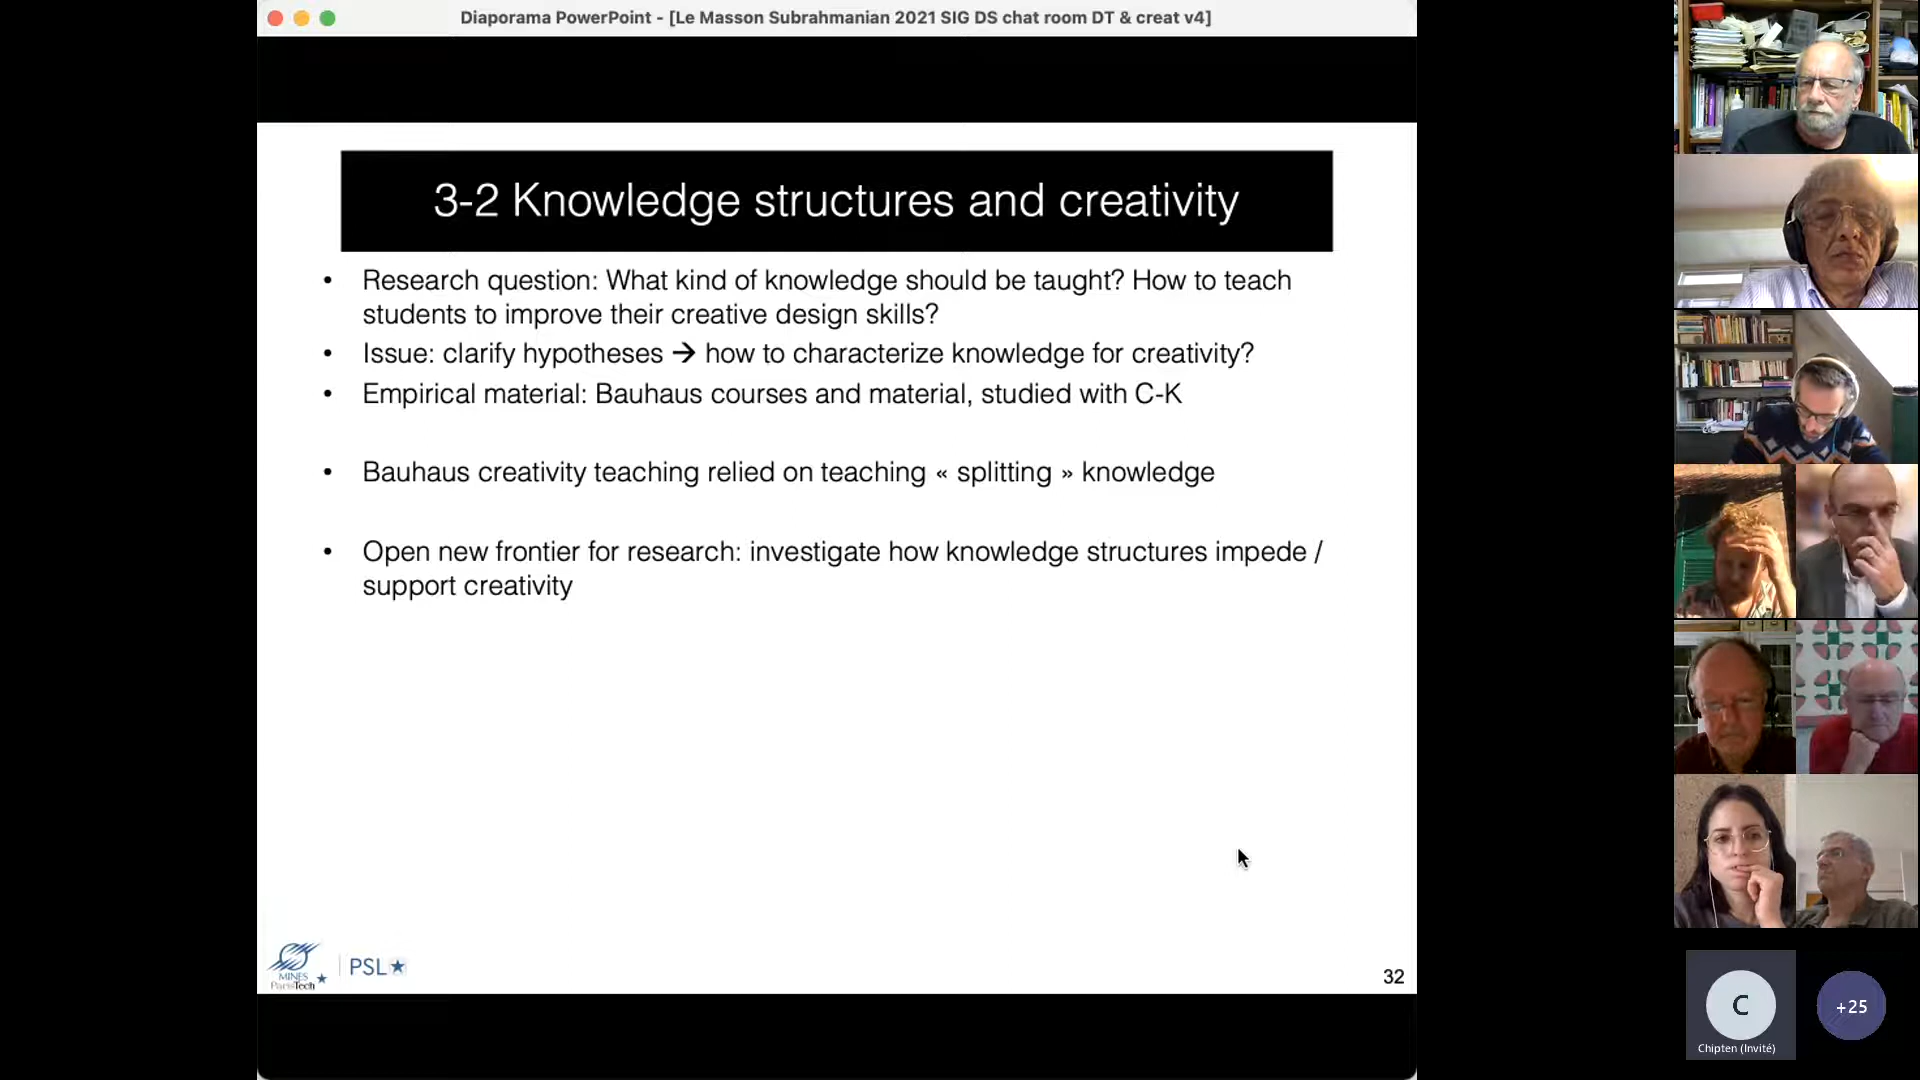 Diaporama PowerPoint - [Le Masson Subrahmanian 2021 SIG DS chat room DT & creat v4]
3-2 Knowledge structures and creativity
• Research question: What kind of knowledge should be taught? How to teach
students to improve their creative design skills?
• Issue: clarify hypotheses → how to characterize knowledge for creativity?
• Empirical material: Bauhaus courses and material, studied with C-K
• Bauhaus creativity teaching relied on teaching « splitting » knowledge
• Open new frontier for research: investigate how knowledge structures impede /
support creativity
MINES
ParisTech
PSL★
32
C
Chipten (Invité)
+25